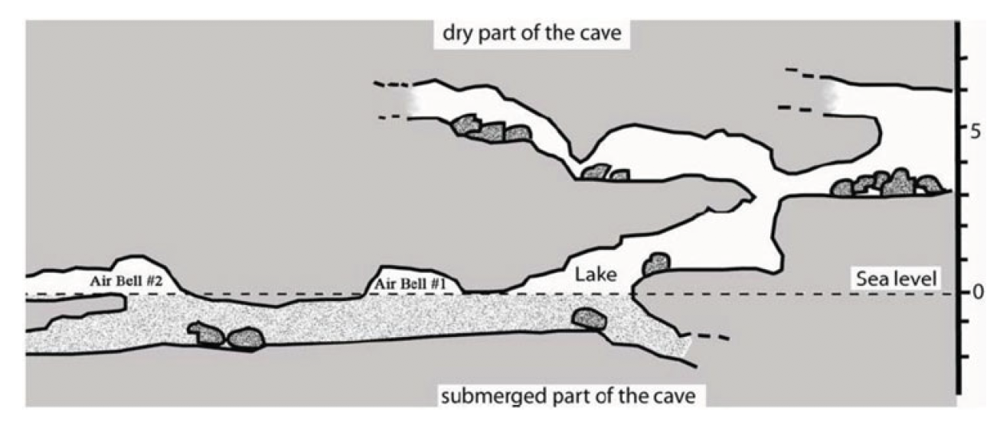 dry part of the cave
5
Air Bell #2
Air Bell #1
Lake
Sea level
0
submerged part of the cave